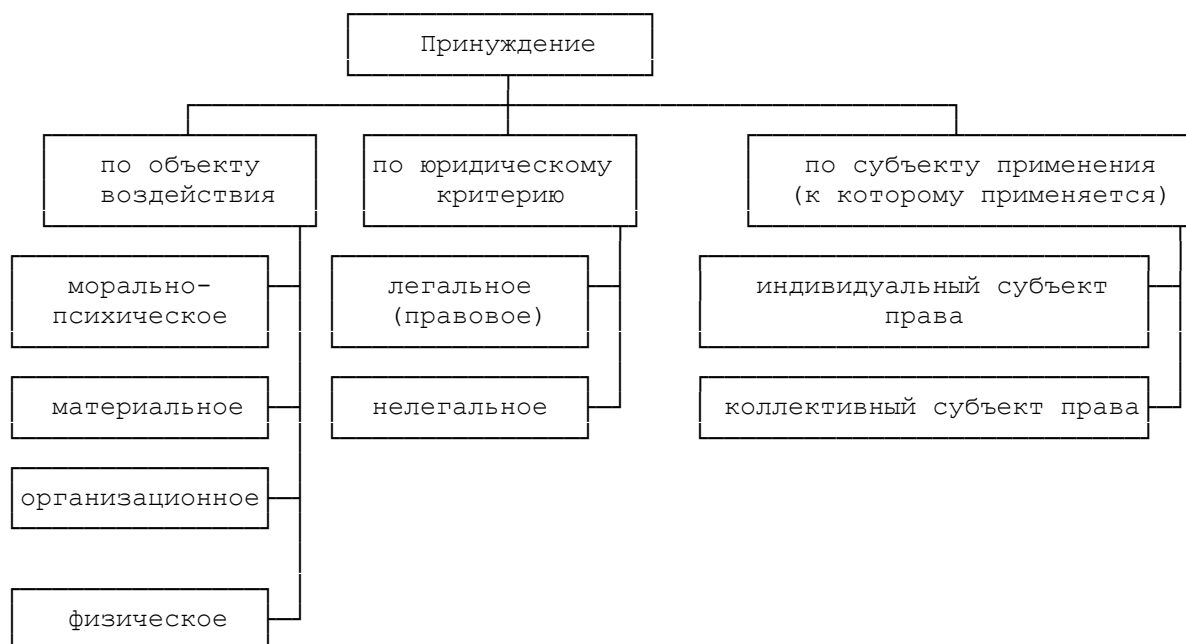 Принуждение
по объекту
воздействия
по юридическому
критерию
по субъекту применения
(к которому применяется)
морально-
психическое
материальное
организационное
физическое
легальное
(правовое)
нелегальное
индивидуальный субъект
права
коллективный субъект права